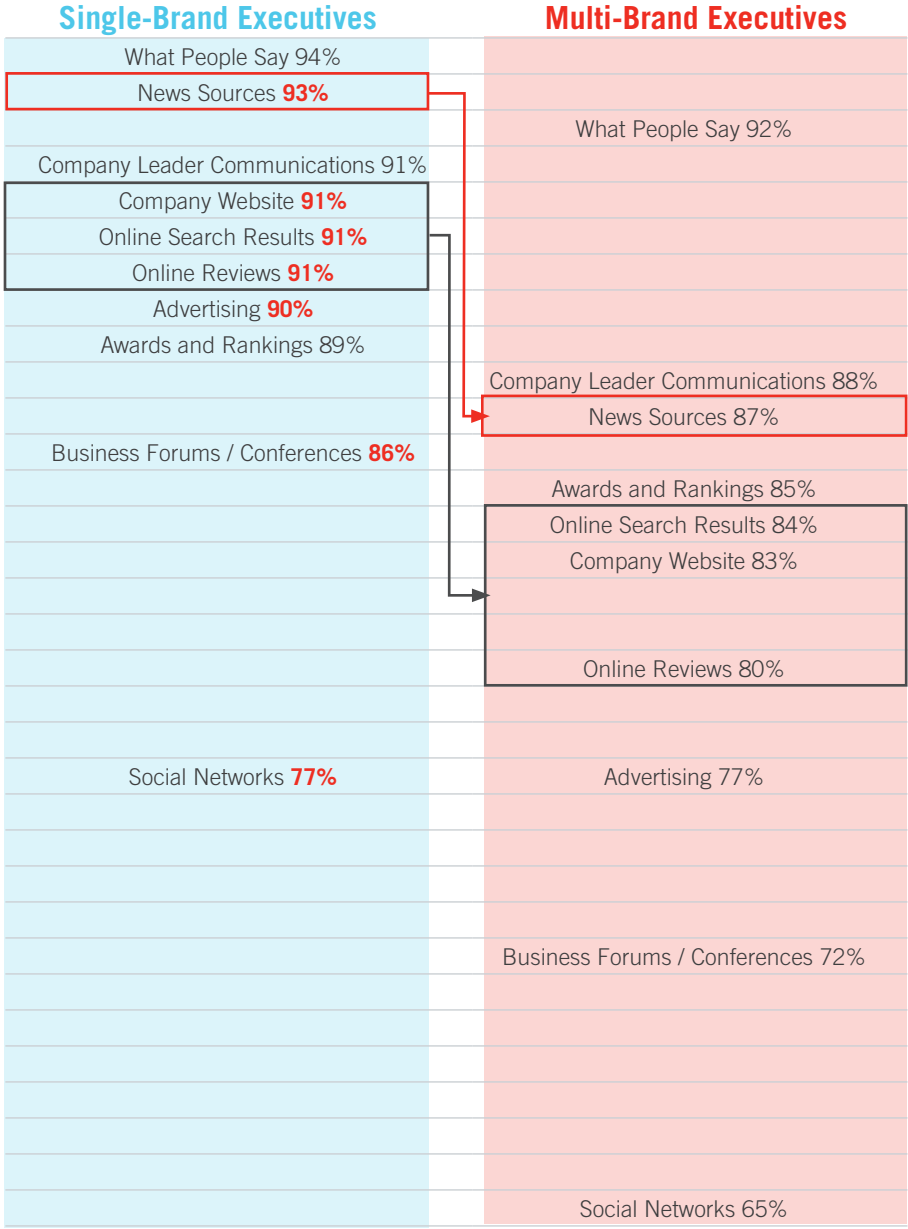 Single-Brand Executives
What People Say 94%
News Sources 93%
Company Leader Communications 91%
Company Website 91%
Online Search Results 91%
Online Reviews 91%
Advertising 90%
Awards and Rankings 89%
Business Forums / Conferences 86%
Social Networks 77%
Multi-Brand Executives
What People Say 92%
Company Leader Communications 88%
News Sources 87%
Awards and Rankings 85%
Online Search Results 84%
Company Website 83%
Online Reviews 80%
Advertising 77%
Business Forums / Conferences 72%
Social Networks 65%